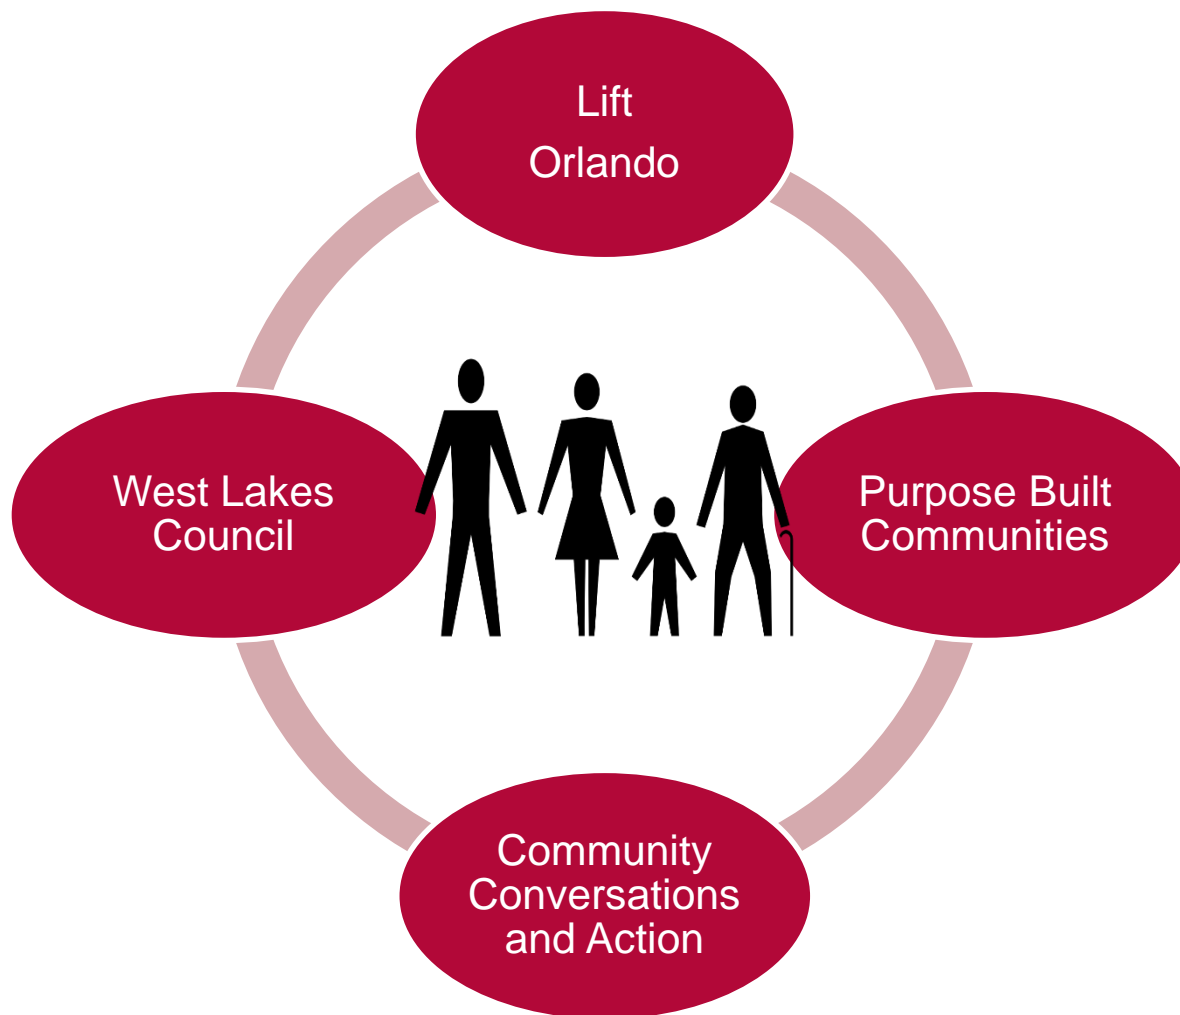 Lift
Orlando
West Lakes
Council
Purpose Built
Communities
Community
Conversations
and Action